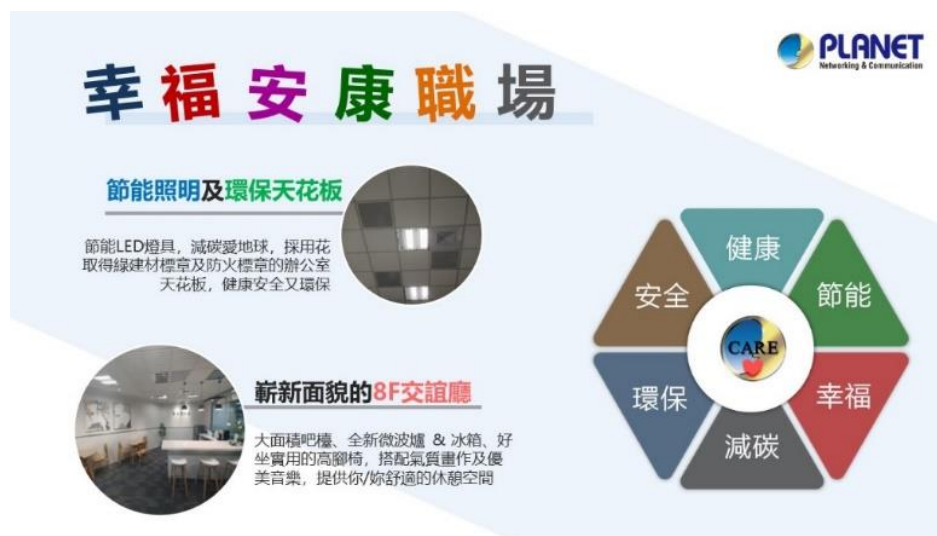 PLANET
Networking & Communication
幸福安康職場
節能照明及環保天花板
節能LED燈具，減碳愛地球，採用花
取得綠建材標章及防火標章的辦公室
天花板，健康安全又環保
嶄新面貌的8F交誼廳
大面積吧檯、全新微波爐 & 冰箱、好
坐實用的高腳椅，搭配氣質畫作及優
美音樂，提供你/妳舒適的休憩空間
健康
安全
節能
CARE
環保
幸福
減碳